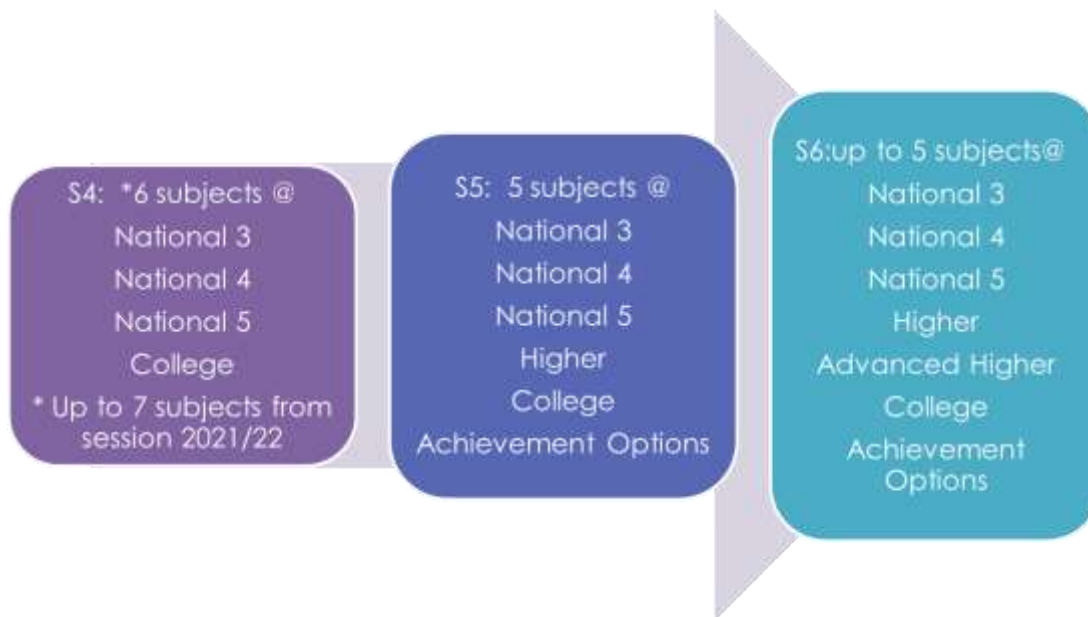 S4:  *6 subjects @
National 3
National 4
National 5
College
* Up to 7 subjects from
session 2021/22
S5:  5 subjects @
National 3
National 4
National 5
Higher
College
Achievement Options
S6:up to 5 subjects@
National 3
National 4
National 5
Higher
Advanced Higher
College
Achievement
Options